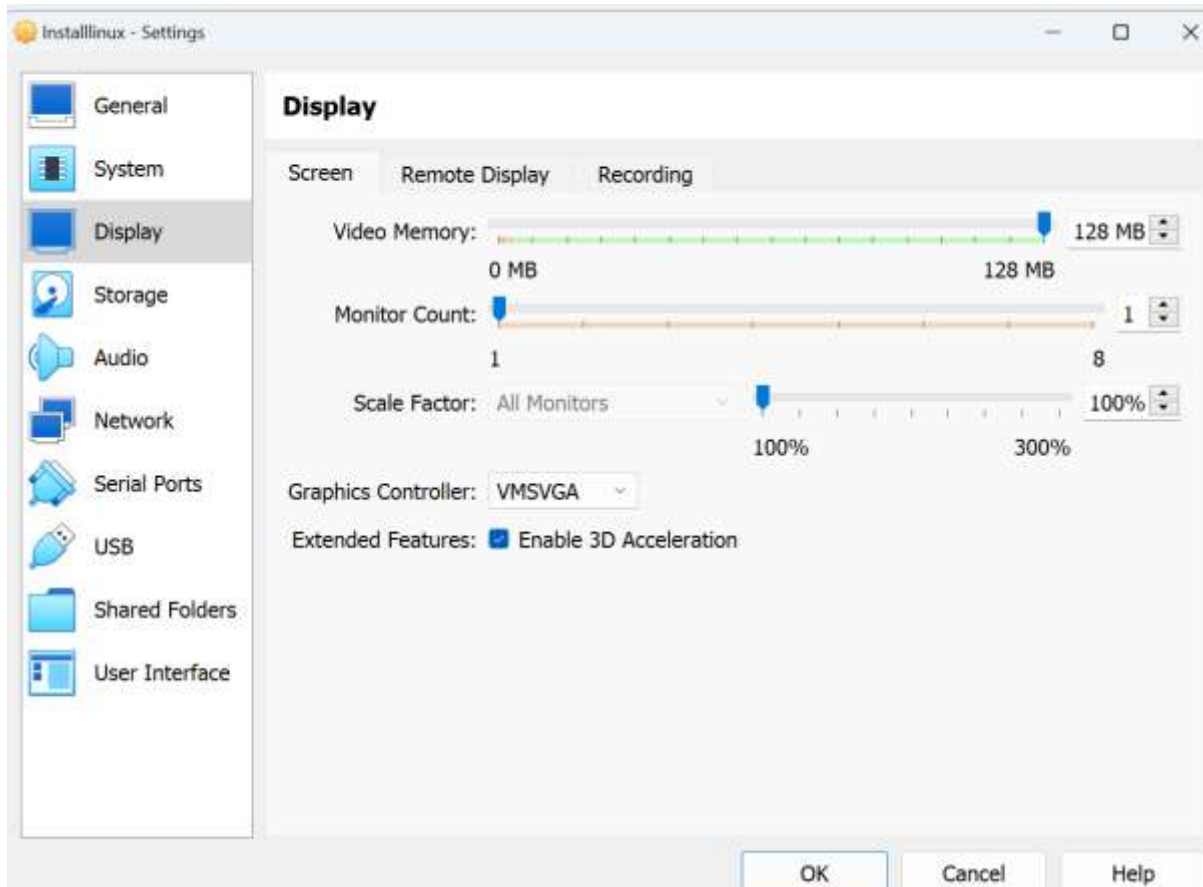 Installlinux - Settings
General
System
Display
Storage
Audio
Network
Serial Ports
USB
Shared Folders
User Interface
Display
Screen Remote Display Recording
Video Memory: 128 MB
0 MB 128 MB
Monitor Count: 1
1 8
Scale Factor: All Monitors 100%
100% 300%
Graphics Controller: VMSVGA
Extended Features: Enable 3D Acceleration
OK Cancel Help